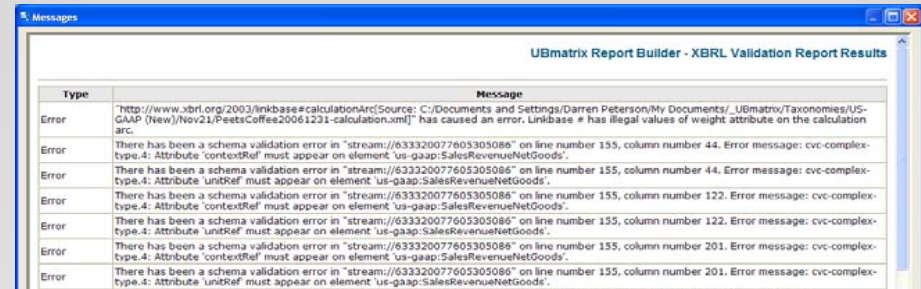 Messages
UBmatrix Report Builder - XBRL Validation Report Results
Type Message
Error "http://www.xbrl.org/2003/linkbase#calculationArc[Source: C:/Documents and Settings/Darren Peterson/My Documents/_UBmatrix/Taxonomies/US-
GAAP (New)/Nov21/PeetsCoffee20061231-calculation.xml]" has caused an error. Linkbase # has illegal values of weight attribute on the calculation
arc.
Error There has been a schema validation error in "stream://633320077605305086" on line number 155, column number 44. Error message: cvc-complex-
type.4: Attribute 'contextRef' must appear on element 'us-gaap:SalesRevenueNetGoods'.
Error There has been a schema validation error in "stream://633320077605305086" on line number 155, column number 44. Error message: cvc-complex-
type.4: Attribute 'unitRef' must appear on element 'us-gaap:SalesRevenueNetGoods'.
Error There has been a schema validation error in "stream://633320077605305086" on line number 155, column number 122. Error message: cvc-complex-
type.4: Attribute 'contextRef' must appear on element 'us-gaap:SalesRevenueNetGoods'.
Error There has been a schema validation error in "stream://633320077605305086" on line number 155, column number 122. Error message: cvc-complex-
type.4: Attribute 'unitRef' must appear on element 'us-gaap:SalesRevenueNetGoods'.
Error There has been a schema validation error in "stream://633320077605305086" on line number 155, column number 201. Error message: cvc-complex-
type.4: Attribute 'contextRef' must appear on element 'us-gaap:SalesRevenueNetGoods'.
Error There has been a schema validation error in "stream://633320077605305086" on line number 155, column number 201. Error message: cvc-complex-
type.4: Attribute 'unitRef' must appear on element 'us-gaap:SalesRevenueNetGoods'.